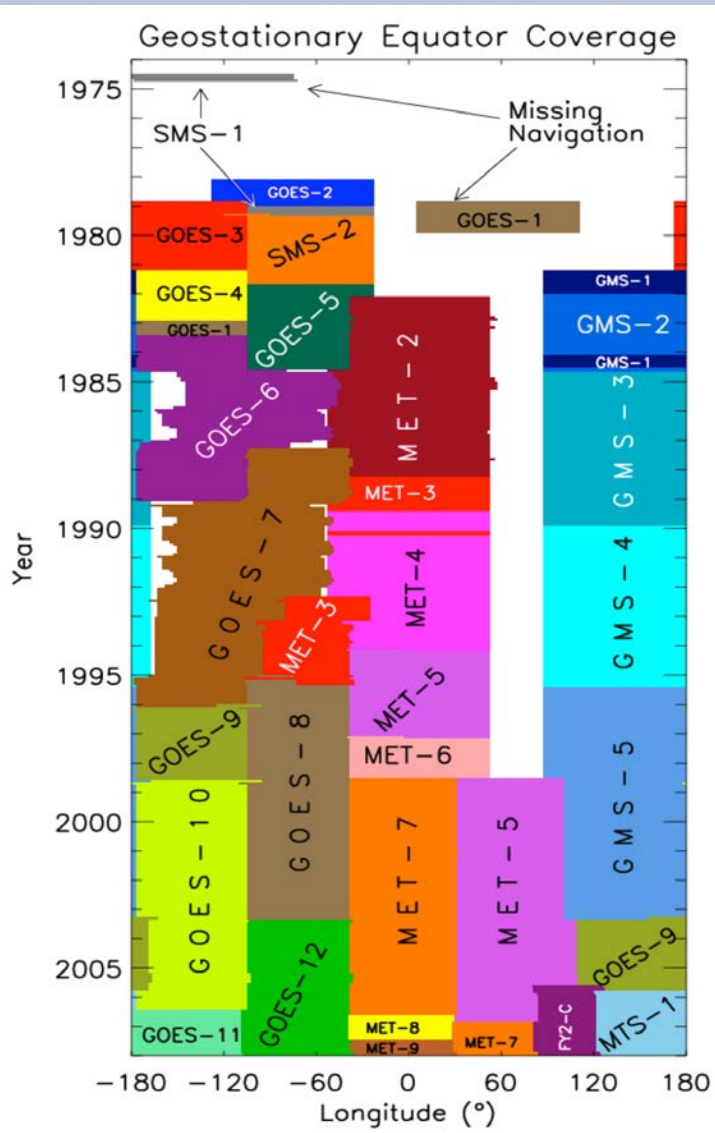 Geostationary Equator Coverage
1975
SMS-1
Missing
Navigation
GOES-2
GOES-1
GOES-3
SMS-2
1980
GOES-4
GOES-5
GMS-1
GOES-1
GMS-2
GMS-1
MET-2
1985
GOES-6
GMS-3
MET-3
1990
GOES-7
MET-4
GMS-4
MET-3
1995
MET-5
GOES-9
GOES-8
MET-6
GMS-5
GOES-10
MET-7
MET-5
2000
GOES-12
GOES-9
2005
GOES-11
MET-8
MET-9
MET-7
FY2-C
MTS-1
Year
-180 -120 -60 0 60 120 180
Longitude (°)